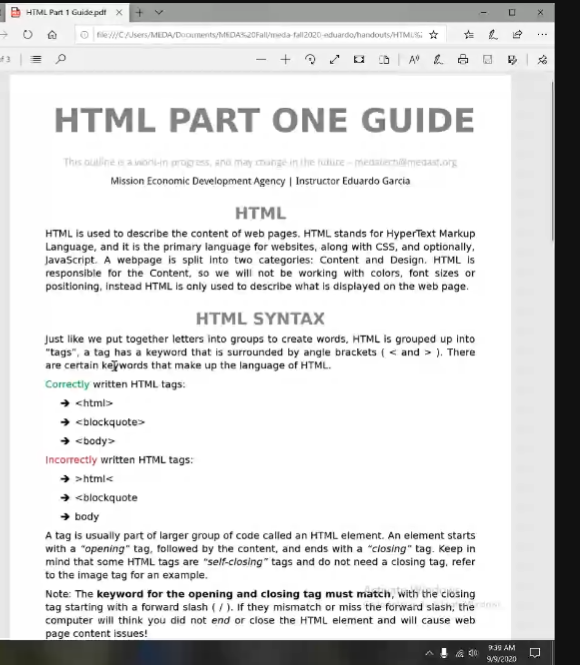 HTML Part 1 Guide.pdf
file:///C:/Users/MEDA/Documents/MEDA%20Fall/meda-fall2020-eduardo/handouts/HTML%
HTML PART ONE GUIDE
This outline is a work-in progress, and may change in the future – medatech@medasf.org
Mission Economic Development Agency | Instructor Eduardo Garcia
HTML
HTML is used to describe the content of web pages. HTML stands for HyperText Markup
Language, and it is the primary language for websites, along with CSS, and optionally,
JavaScript. A webpage is split into two categories: Content and Design. HTML is
responsible for the Content, so we will not be working with colors, font sizes or
positioning, instead HTML is only used to describe what is displayed on the web page.
HTML SYNTAX
Just like we put together letters into groups to create words, HTML is grouped up into
"tags", a tag has a keyword that is surrounded by angle brackets ( < and > ). There
are certain keywords that make up the language of HTML.
Correctly written HTML tags:
➔ <html>
➔ <blockquote>
➔ <body>
Incorrectly written HTML tags:
➔ >html<
➔ <blockquote
➔ body
A tag is usually part of larger group of code called an HTML element. An element starts
with a "opening" tag, followed by the content, and ends with a "closing" tag. Keep in
mind that some HTML tags are "self-closing" tags and do not need a closing tag, refer
to the image tag for an example.
Note: The keyword for the opening and closing tag must match, with the closing
tag starting with a forward slash ( / ). If they mismatch or miss the forward slash, the
computer will think you did not end or close the HTML element and will cause web
page content issues!
Activate Windows
9:39 AM
9/9/2020